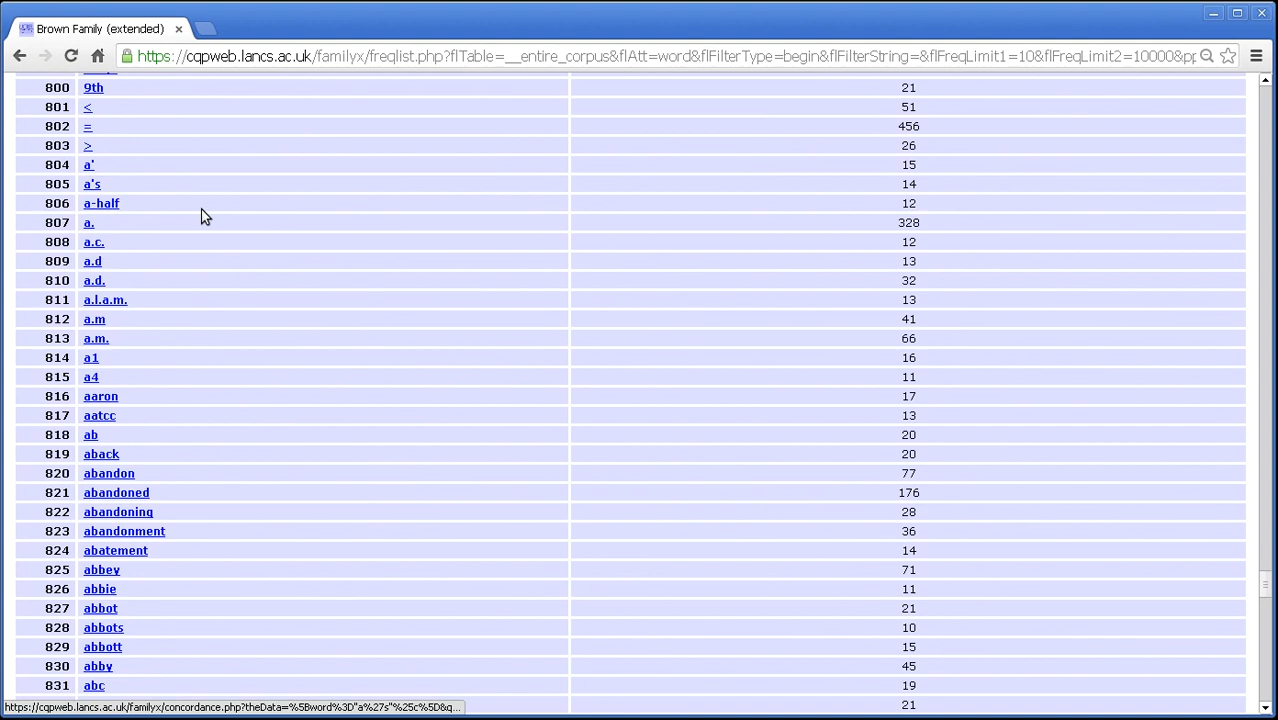 Brown Family (extended)
https://cqpweb.lancs.ac.uk/familyx/freqlist.php?flTable=__entire_corpus&flAtt=word&flFilterType=begin&flFilterString=&flFreqLimit1=10&flFreqLimit2=10000&pp
800 9th 21
801 < 51
802 = 456
803 > 26
804 a' 15
805 a's 14
806 a-half 12
807 a. 328
808 a.c. 12
809 a.d 13
810 a.d. 32
811 a.l.a.m. 13
812 a.m 41
813 a.m. 66
814 a1 16
815 a4 11
816 aaron 17
817 aatcc 13
818 ab 20
819 aback 20
820 abandon 77
821 abandoned 176
822 abandoning 28
823 abandonment 36
824 abatement 14
825 abbey 71
826 abbie 11
827 abbot 21
828 abbots 10
829 abbott 15
830 abby 45
831 abc 19
21
https://cqpweb.lancs.ac.uk/familyx/concordance.php?theData=%5Bword%3D"a%27s"%25c%5D&q...